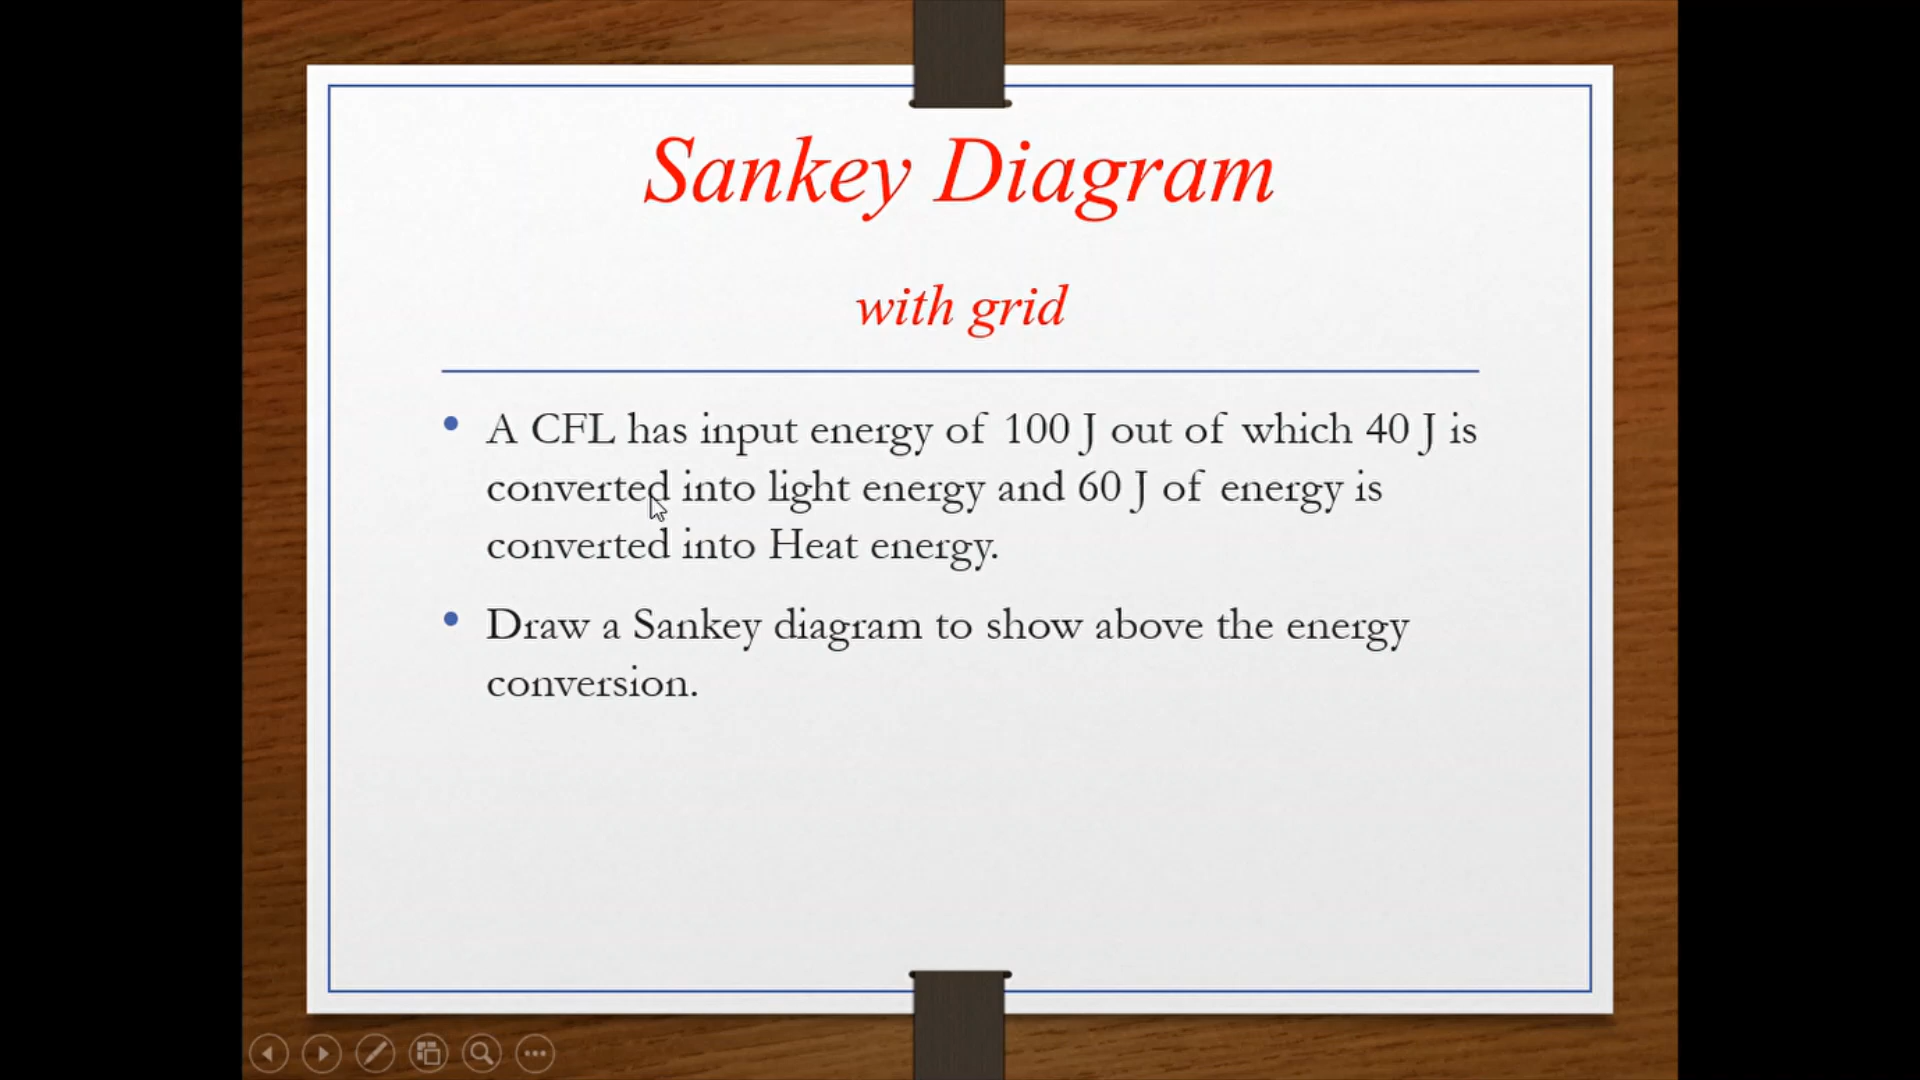 Sankey Diagram
with grid
• A CFL has input energy of 100 J out of which 40 J is
converted into light energy and 60 J of energy is
converted into Heat energy.
• Draw a Sankey diagram to show above the energy
conversion.